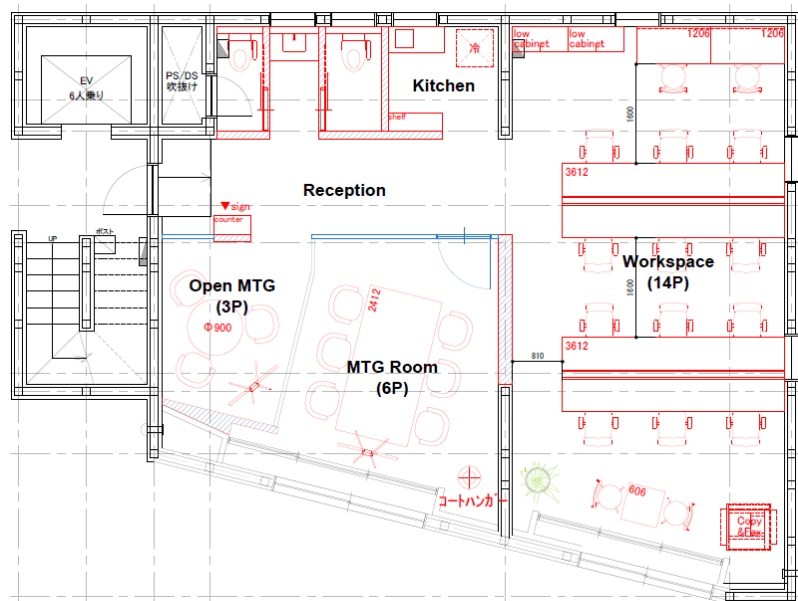 low
cabinet
low
cabinet
1206
1206
EV
6人乗り
PS/DS
吹抜け
冷
Kitchen
shelf
1600
3612
Reception
▼sign
counter
UP
ポスト
Open MTG
(3P)
Φ900
2412
Workspace
(14P)
1600
MTG Room
(6P)
3612
810
コートハンガー
606
Copy
&Fax